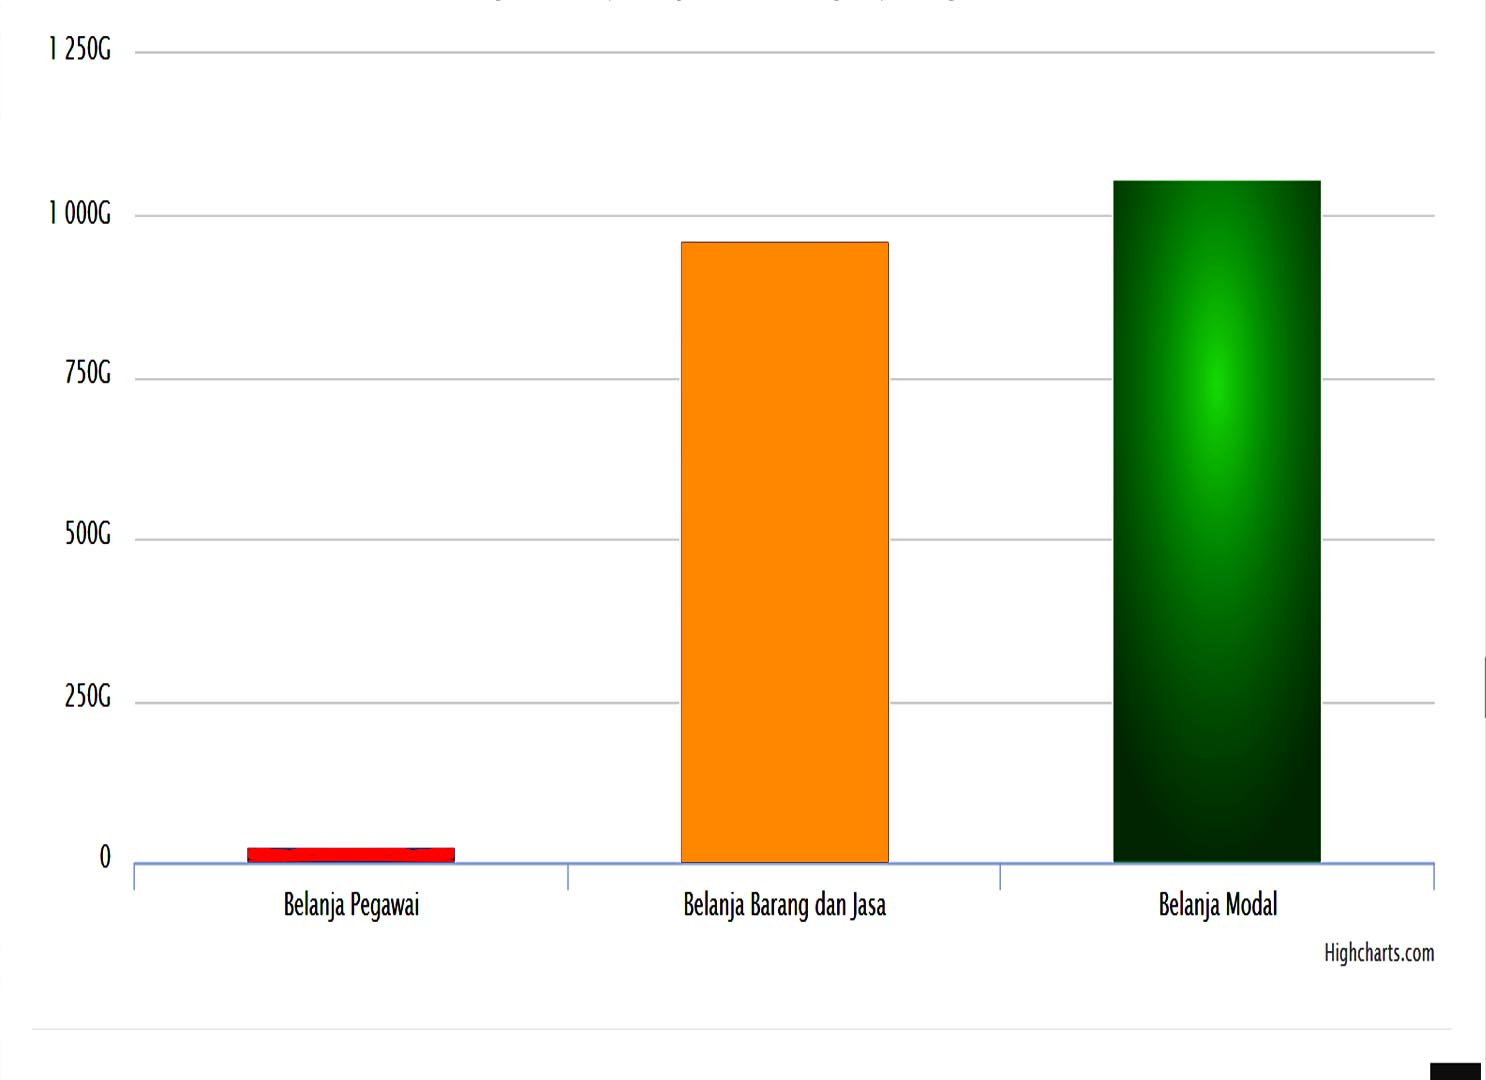 1 250G
1 000G
750G
500G
250G
0
Belanja Pegawai
Belanja Barang dan Jasa
Belanja Modal
Highcharts.com